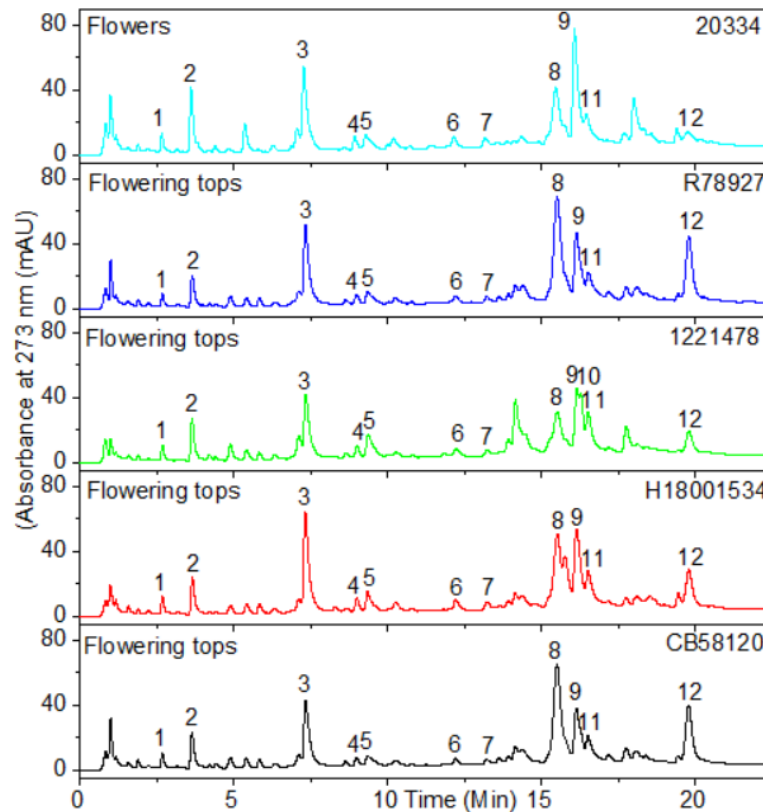 (Absorbance at 273 nm (mAU)
80 Flowers 9 20334
3
2
40 8
11
1 45 6 7 12
0
80 Flowering tops 8 R78927
3 9 12
40
2 11
1 4 5 6 7
0
80 Flowering tops 1221478
3 9 10
40 2 8 11
5 12
1 4 6 7
0
80 Flowering tops 3 H18001534
8 9
40
2 11 12
1 4 5 6 7
0
80 Flowering tops 8 CB58120
3
40 9 12
2 11
1 45 6 7
0
0 5 10 15 20
Time (Min)